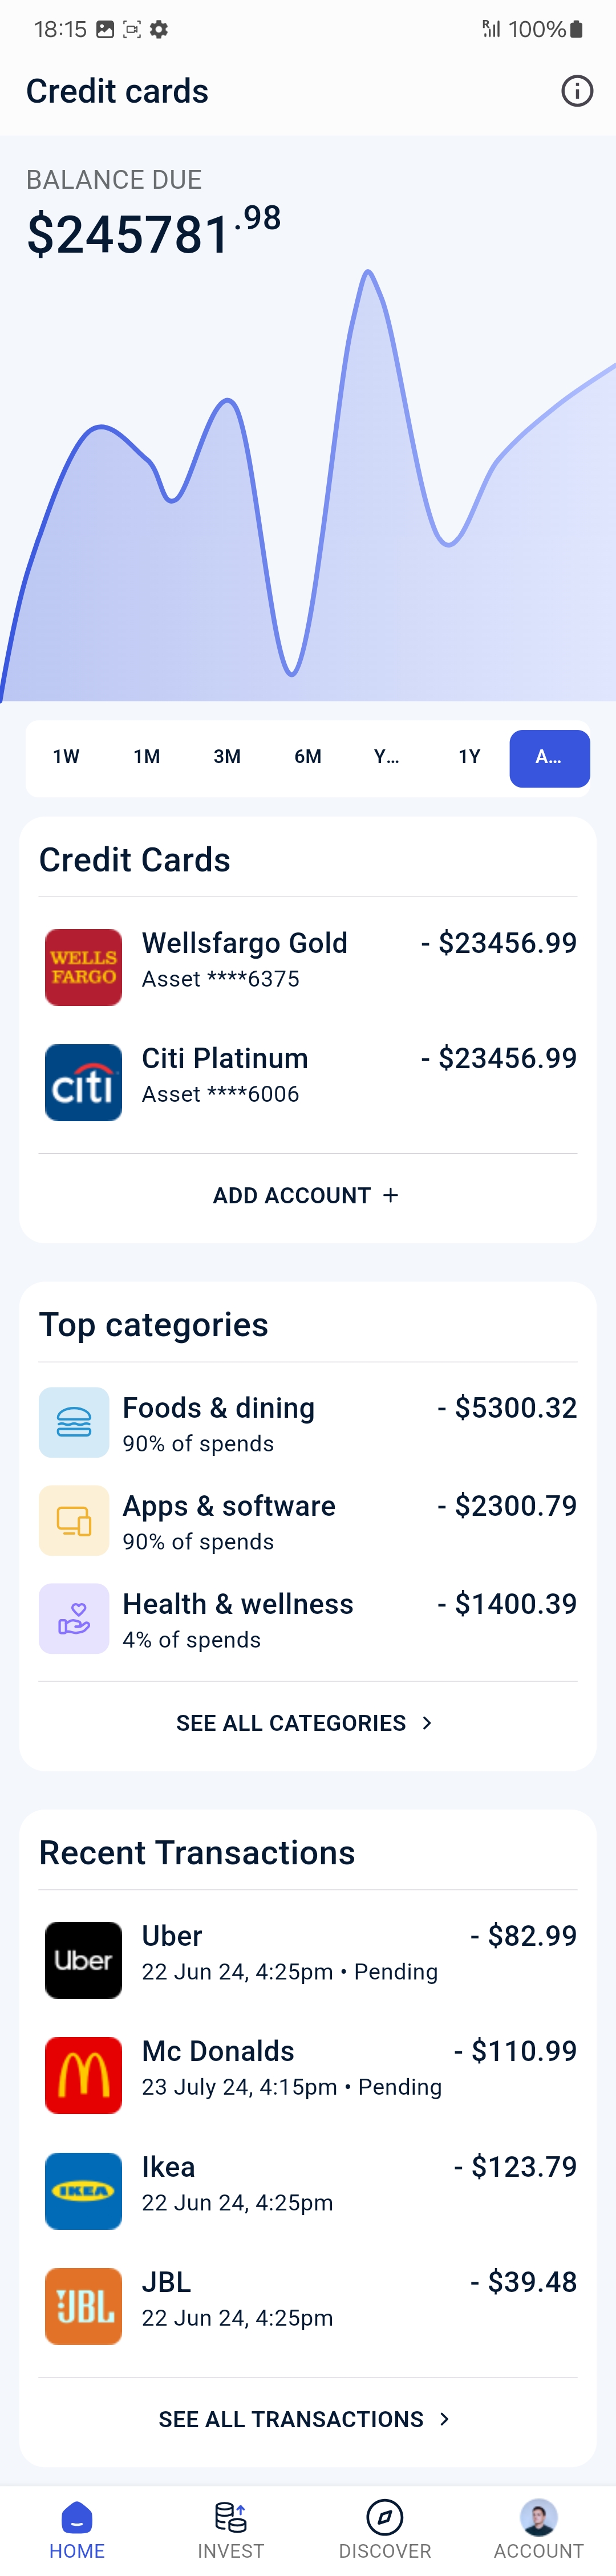 18:15
R 100%
Credit cards
BALANCE DUE
$245781.98
1W 1M 3M 6M Y... 1Y A...
Credit Cards
WELLS FARGO
Wellsfargo Gold - $23456.99
Asset ****6375
citi
Citi Platinum - $23456.99
Asset ****6006
ADD ACCOUNT +
Top categories
Foods & dining - $5300.32
90% of spends
Apps & software - $2300.79
90% of spends
Health & wellness - $1400.39
4% of spends
SEE ALL CATEGORIES >
Recent Transactions
Uber
Uber - $82.99
22 Jun 24, 4:25pm • Pending
Mc Donalds - $110.99
23 July 24, 4:15pm • Pending
IKEA
Ikea - $123.79
22 Jun 24, 4:25pm
JBL
JBL - $39.48
22 Jun 24, 4:25pm
SEE ALL TRANSACTIONS >
HOME INVEST DISCOVER ACCOUNT